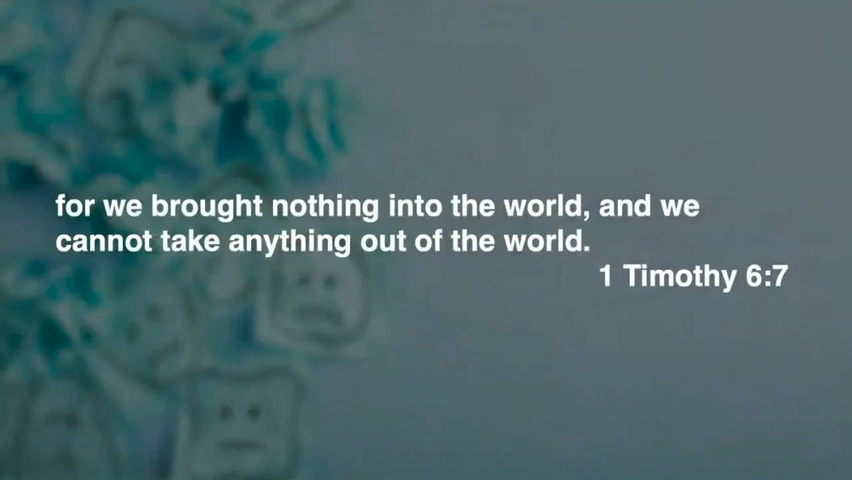 for we brought nothing into the world, and we
cannot take anything out of the world.
1 Timothy 6:7